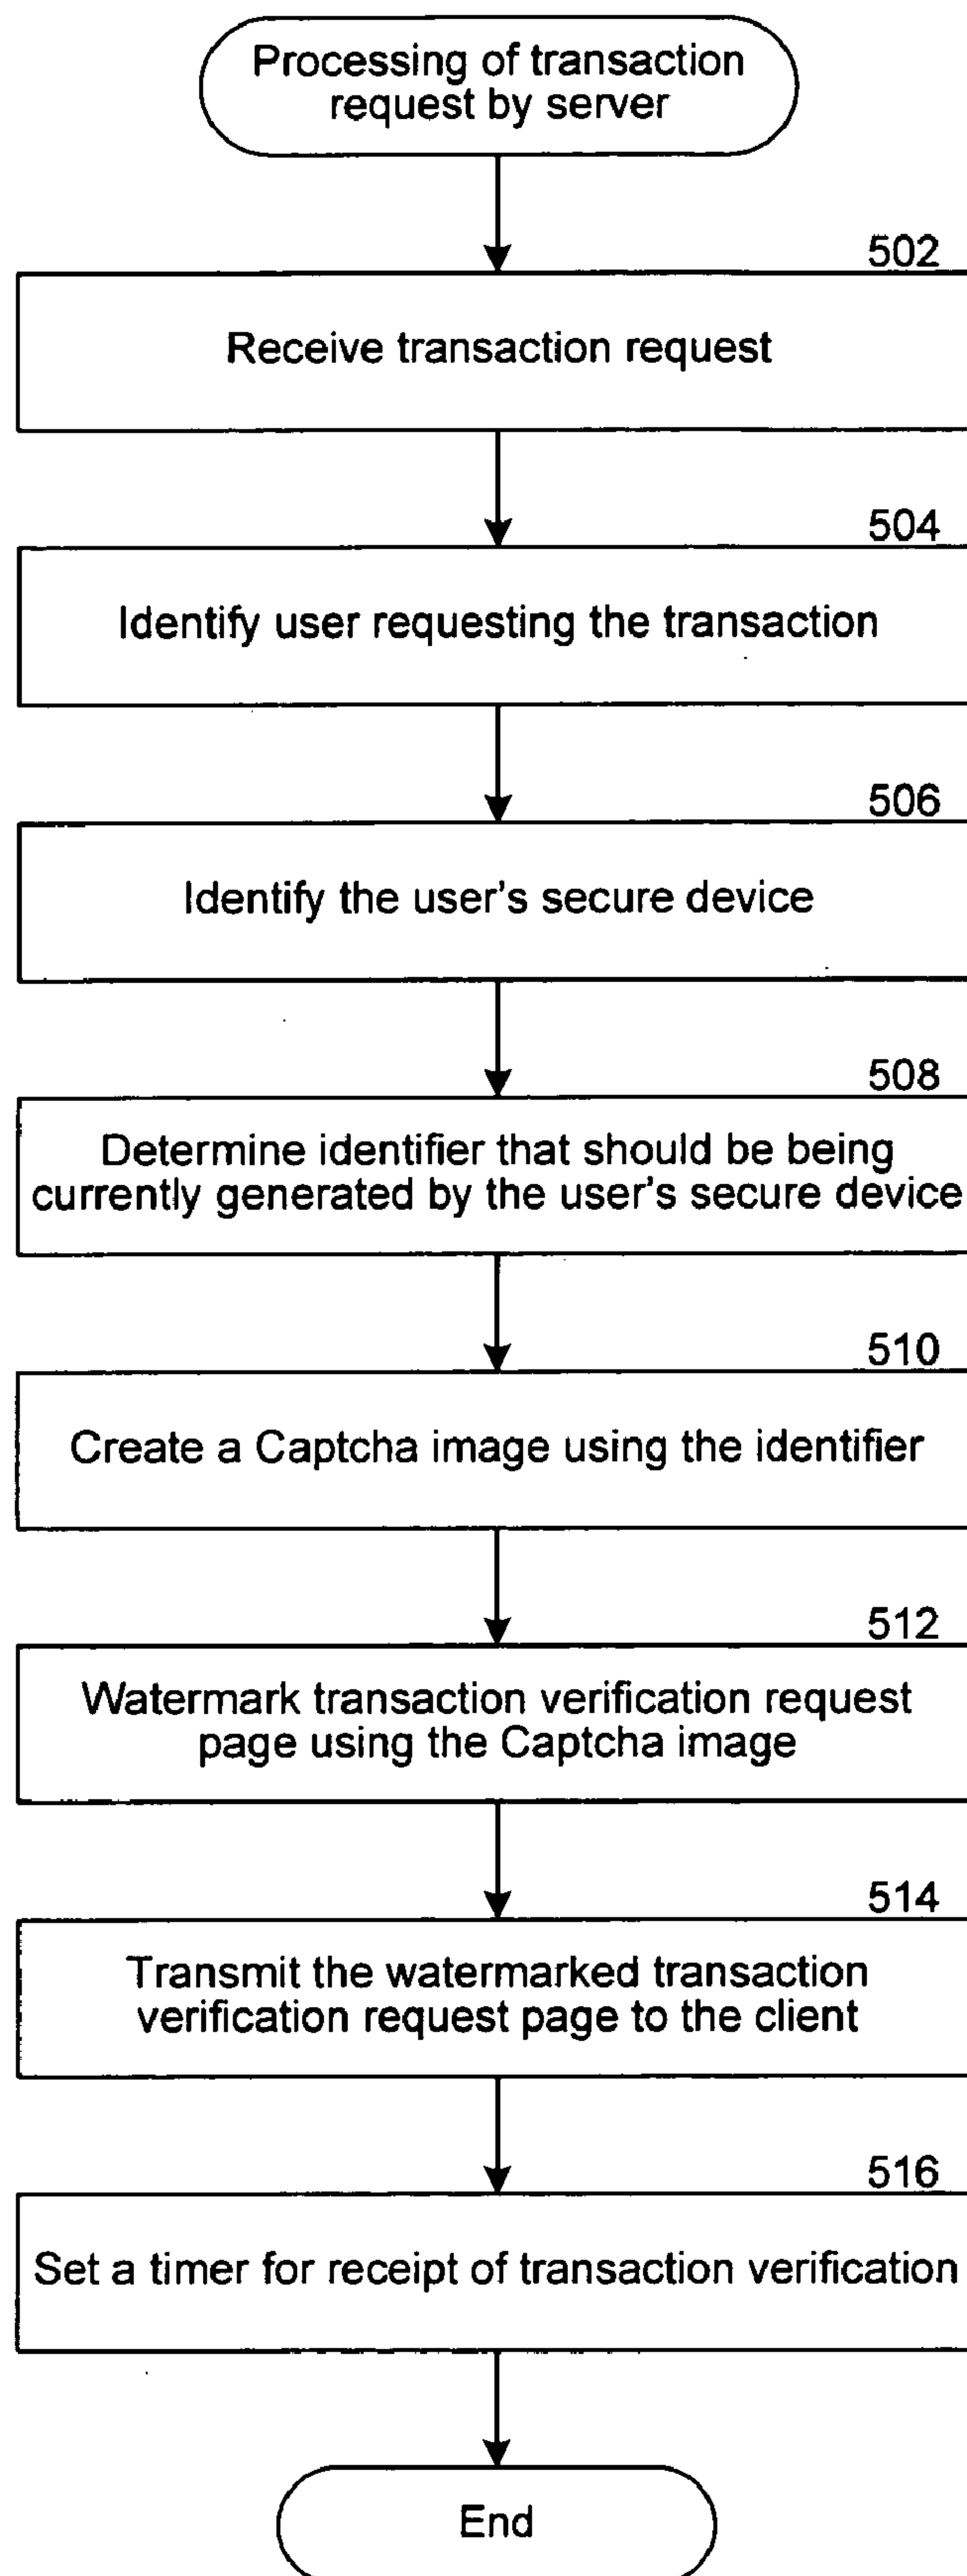 Processing of transaction
request by server
502
Receive transaction request
504
Identify user requesting the transaction
506
Identify the user's secure device
508
Determine identifier that should be being
currently generated by the user's secure device
510
Create a Captcha image using the identifier
512
Watermark transaction verification request
page using the Captcha image
514
Transmit the watermarked transaction
verification request page to the client
516
Set a timer for receipt of transaction verification
End